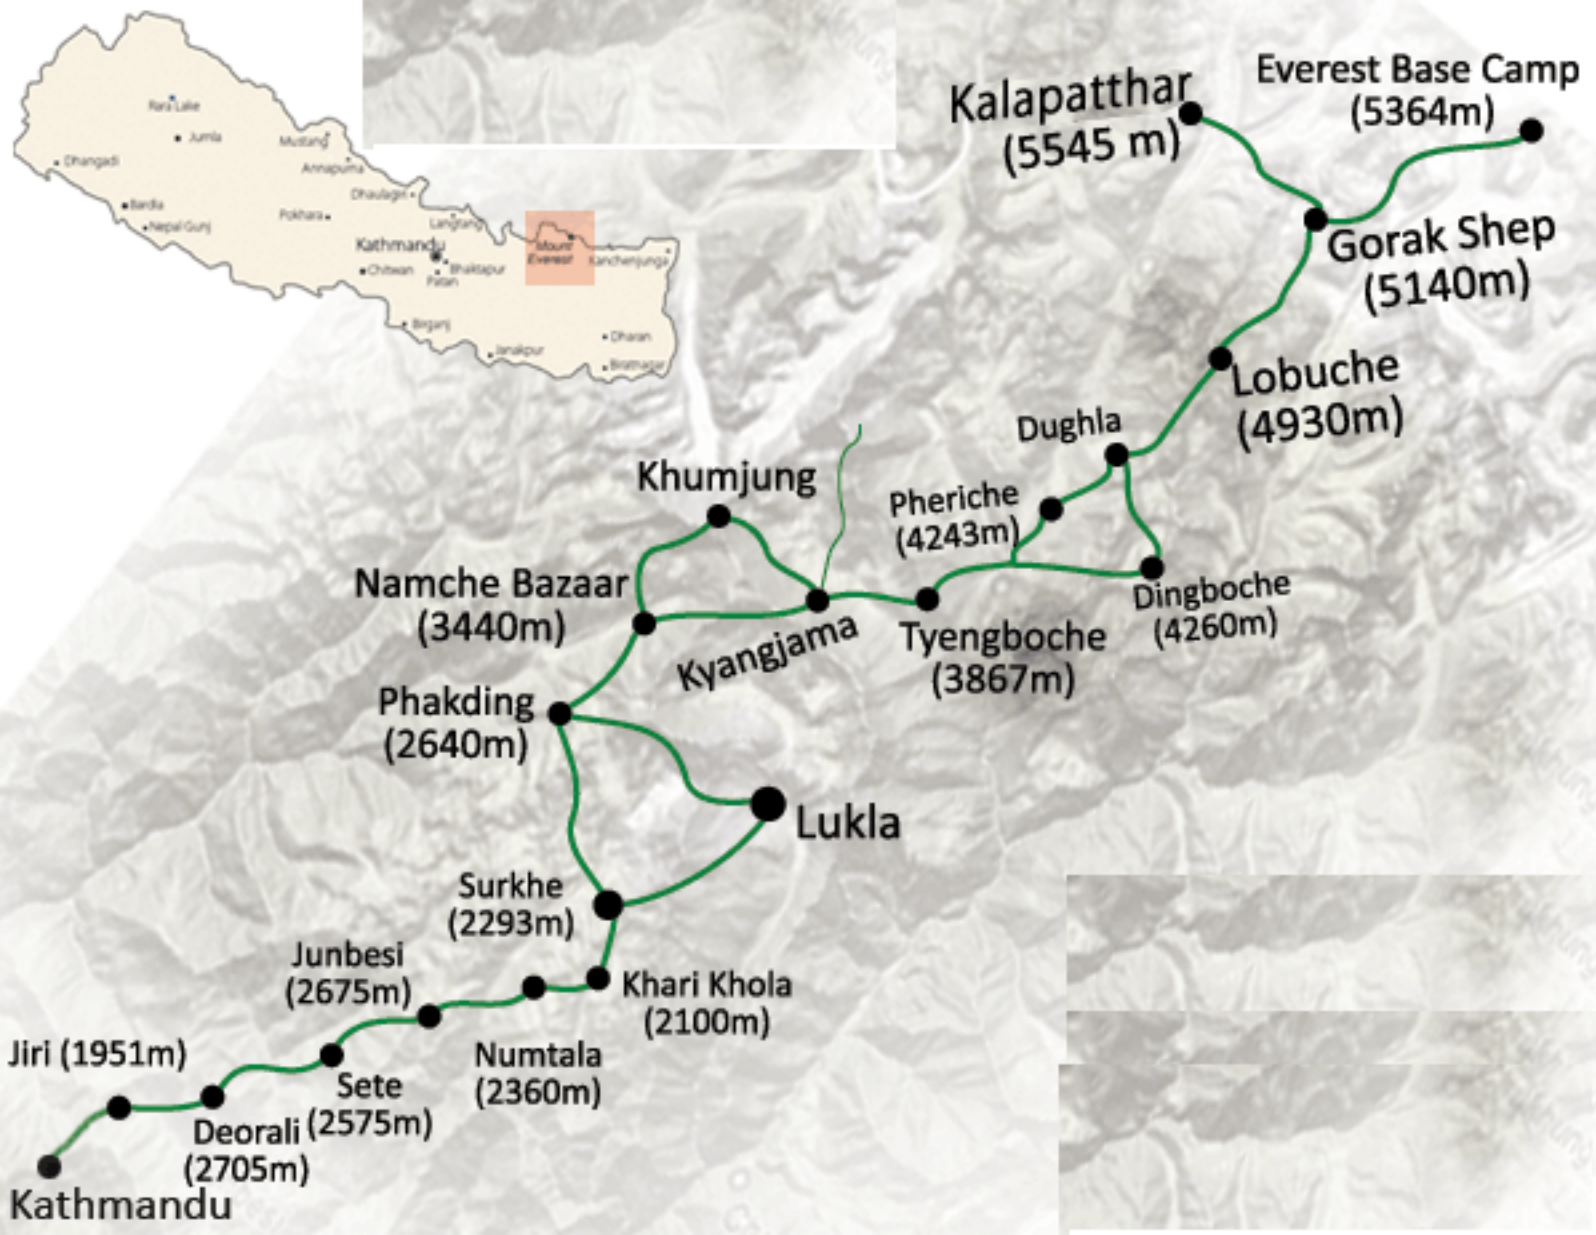 Rara Lake
Jumla
Dhangadi
Mustang
Annapurna
Dhaulagiri
Bardia
Nepal Gunj
Pokhara
Langtang
Kathmandu
Mount
Everest
Kanchenjunga
Chitwan
Bhaktapur
Patan
Birganj
Janakpur
Dharan
Biratnagar
Kalapatthar
(5545 m)
Everest Base Camp
(5364m)
Gorak Shep
(5140m)
Lobuche
(4930m)
Dughla
Pheriche
(4243m)
Dingboche
(4260m)
Khumjung
Namche Bazaar
(3440m)
Kyangjama
Tyengboche
(3867m)
Phakding
(2640m)
Lukla
Surkhe
(2293m)
Junbesi
(2675m)
Khari Khola
(2100m)
Numtala
(2360m)
Jiri (1951m)
Sete
(2575m)
Deorali
(2705m)
Kathmandu